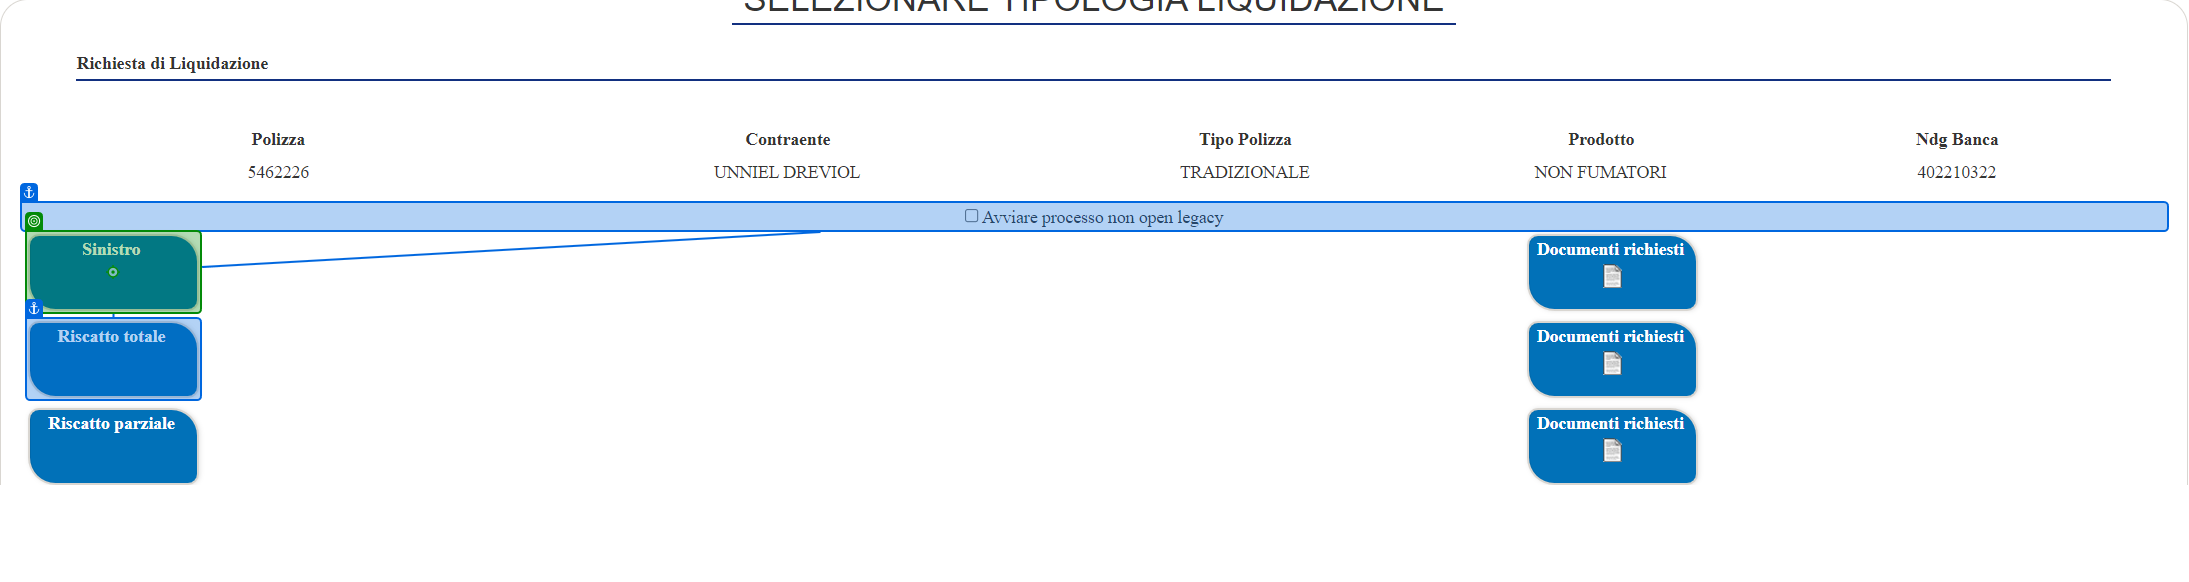 SELEZIONARE TIPOLOGIA LIQUIDAZIONE
Richiesta di Liquidazione
Polizza Contraente Tipo Polizza Prodotto Ndg Banca
5462226 UNNIEL DREVIOL TRADIZIONALE NON FUMATORI 402210322
Avviare processo non open legacy
Sinistro Documenti richiesti
Riscatto totale Documenti richiesti
Riscatto parziale Documenti richiesti